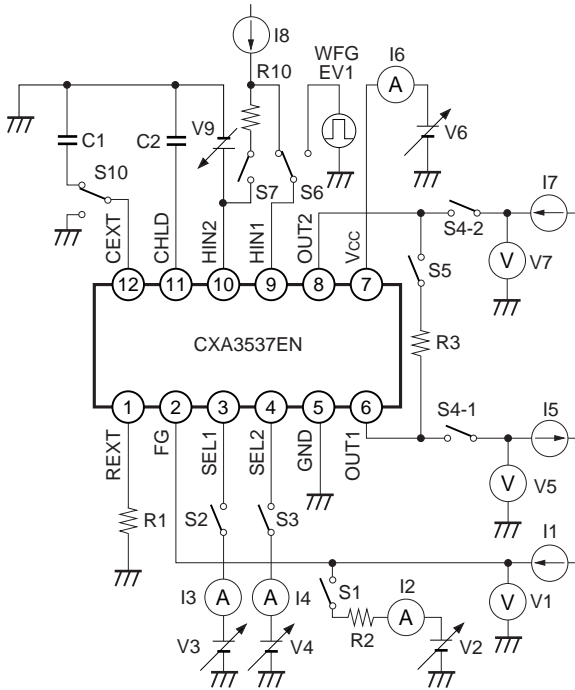 I8
WFG
EV1
I6
A
R10
V9
C1
C2
V6
S10
S7
S6
I7
S4-2
V
V7
CEXT
CHLD
HIN2
HIN1
OUT2
VCC
S5
12
11
10
9
8
7
CXA3537EN
R3
1
2
3
4
5
6
S4-1
REXT
FG
SEL1
SEL2
GND
OUT1
I5
V
V5
R1
S2
S3
I1
S1
I2
I3
A
I4
A
A
V
V1
R2
V3
V4
V2